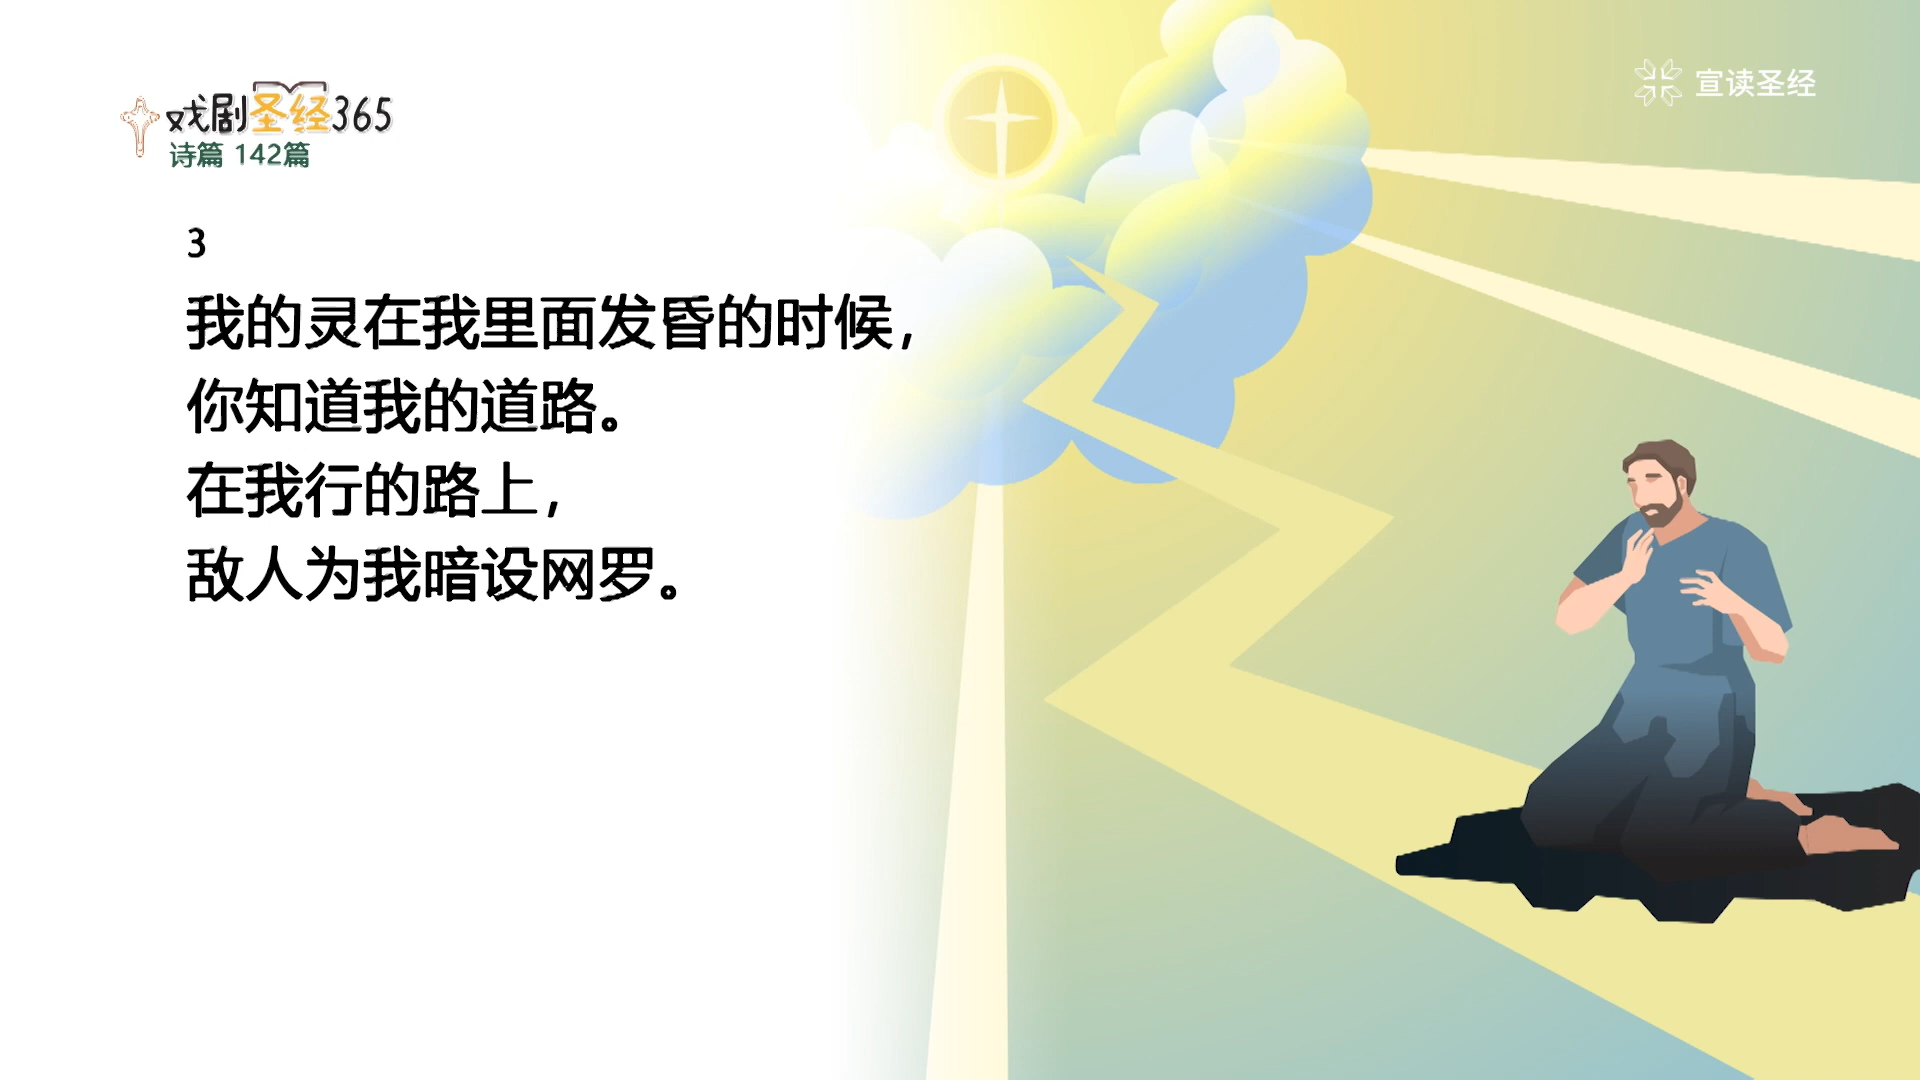 戏剧圣经365
诗篇 142篇
宣读圣经
3
我的灵在我里面发昏的时候，
你知道我的道路。
在我行的路上，
敌人为我暗设网罗。